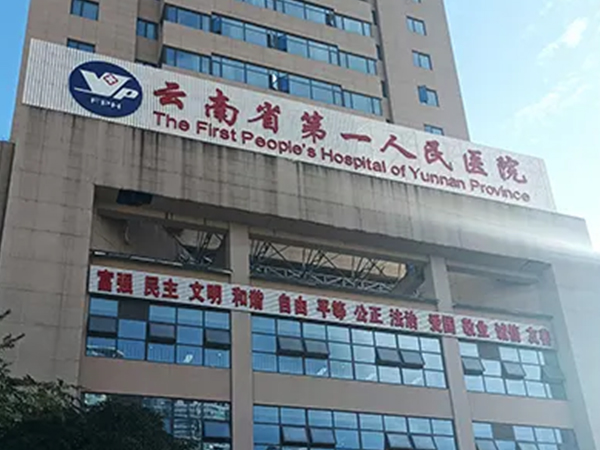 云南省第一人民医院
The First People's Hospital of Yunnan Province
FPH
富强 民主 文明 和谐 自由 平等 公正 法治 爱国 敬业 诚信 友善